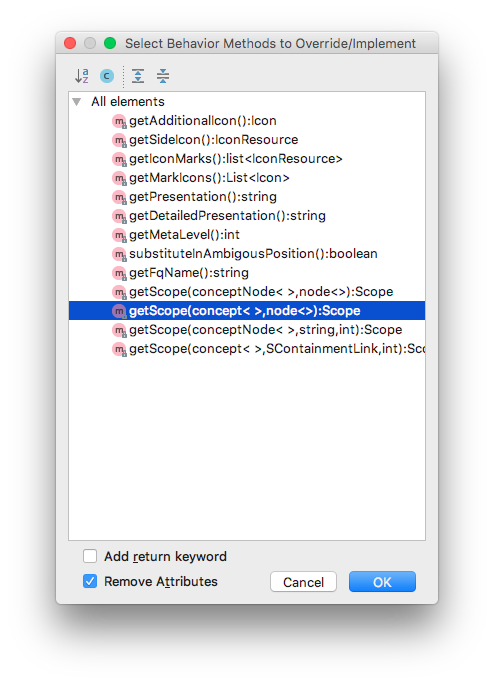 Select Behavior Methods to Override/Implement
All elements
getAdditionalIcon():Icon
getSideIcon():IconResource
getIconMarks():list<IconResource>
getMarkIcons():List<Icon>
getPresentation():string
getDetailedPresentation():string
getMetaLevel():int
substituteInAmbigousPosition():boolean
getFqName():string
getScope(conceptNode< >,node<>):Scope
getScope(concept< >,node<>):Scope
getScope(conceptNode< >,string,int):Scope
getScope(concept< >,SContainmentLink,int):Sco
Add return keyword
Remove Attributes
Cancel
OK